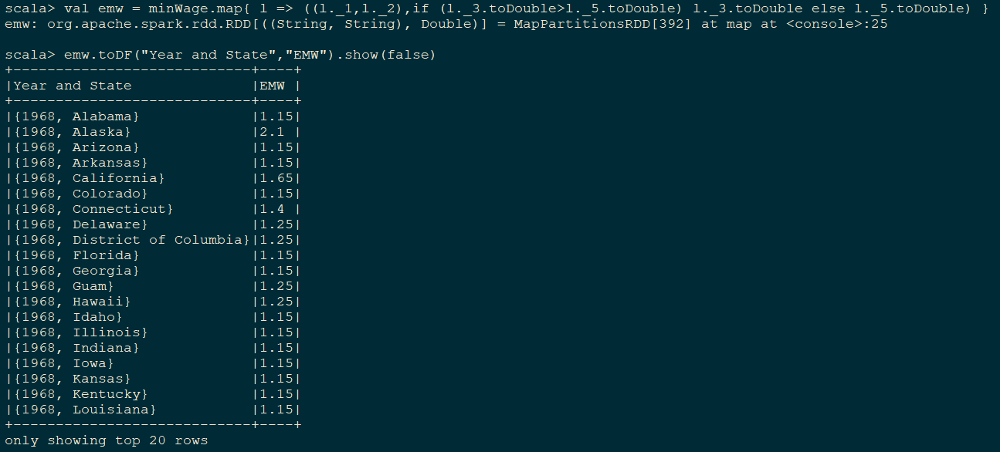 scala> val emw = minWage.map{ l => ((l._1,l._2),if (l._3.toDouble>l._5.toDouble) l._3.toDouble else l._5.toDouble) }
emw: org.apache.spark.rdd.RDD[((String, String), Double)] = MapPartitionsRDD[392] at map at <console>:25

scala> emw.toDF("Year and State","EMW").show(false)
+----------------------------+----+
|Year and State              |EMW |
+----------------------------+----+
|{1968, Alabama}             |1.15|
|{1968, Alaska}              |2.1 |
|{1968, Arizona}             |1.15|
|{1968, Arkansas}            |1.15|
|{1968, California}          |1.65|
|{1968, Colorado}            |1.15|
|{1968, Connecticut}         |1.4 |
|{1968, Delaware}            |1.25|
|{1968, District of Columbia}|1.25|
|{1968, Florida}             |1.15|
|{1968, Georgia}             |1.15|
|{1968, Guam}                |1.25|
|{1968, Hawaii}              |1.25|
|{1968, Idaho}               |1.15|
|{1968, Illinois}            |1.15|
|{1968, Indiana}             |1.15|
|{1968, Iowa}                |1.15|
|{1968, Kansas}              |1.15|
|{1968, Kentucky}            |1.15|
|{1968, Louisiana}           |1.15|
+----------------------------+----+
only showing top 20 rows